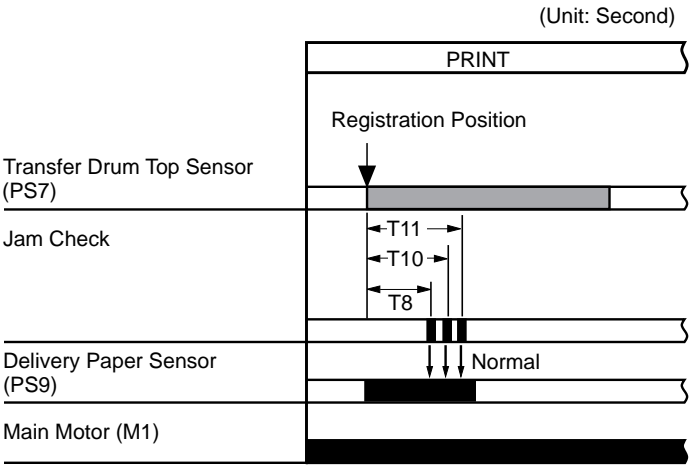 (Unit: Second)
PRINT
Registration Position
Transfer Drum Top Sensor
(PS7)
Jam Check
T11
T10
T8
Delivery Paper Sensor
(PS9)
Normal
Main Motor (M1)